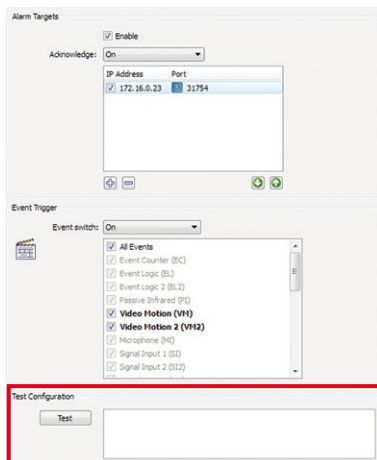 Alarm Targets
Enable
Acknowledge: On
IP Address Port
172.16.0.23 31754
Event Trigger
Event switch: On
All Events
Event Counter (EC)
Event Logic (EL)
Event Logic 2 (EL2)
Passive Infrared (PI)
Video Motion (VM)
Video Motion 2 (VM2)
Microphone (MI)
Signal Input 1 (SI)
Signal Input 2 (SI2)
Test Configuration
Test